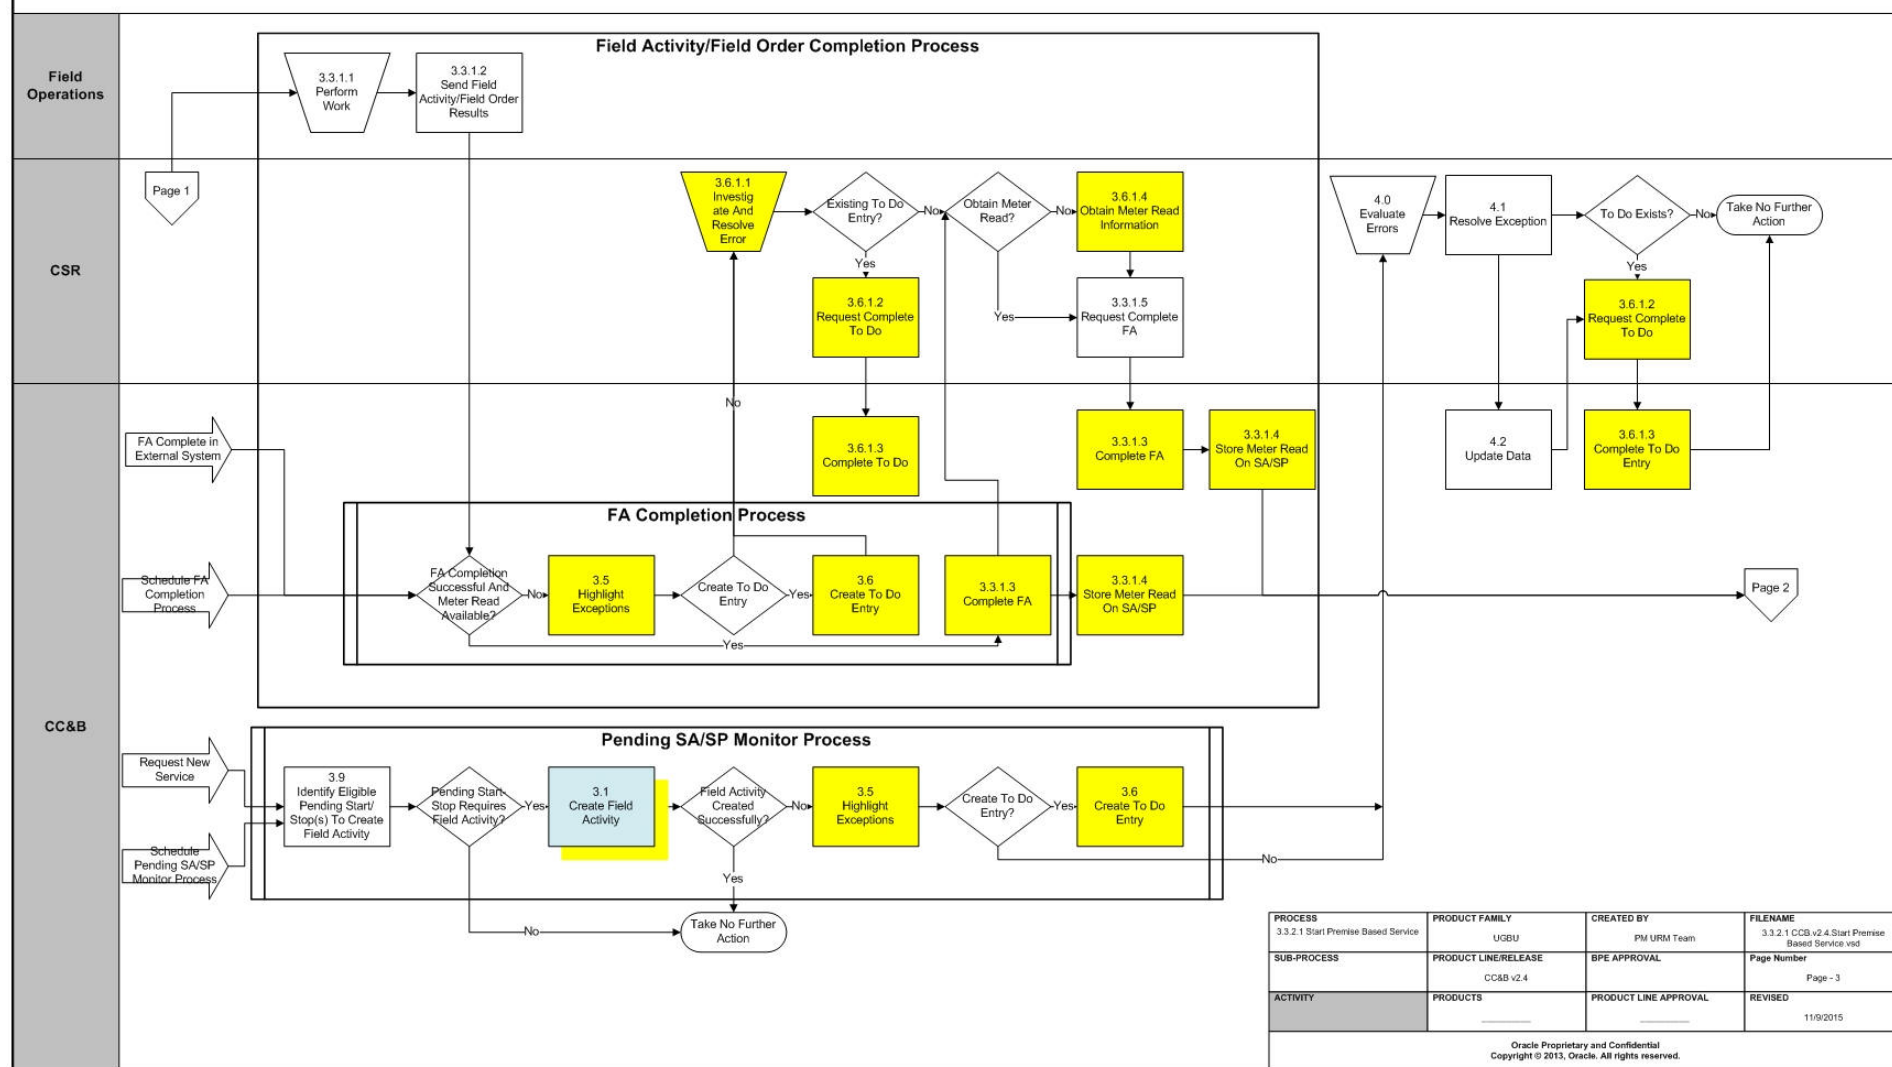 Field Activity/Field Order Completion Process
Field
Operations
3.3.1.1
Perform
Work
3.3.1.2
Send Field
Activity/Field Order
Results
CSR
Page 1
3.6.1.1
Investig
ate And
Resolve
Error
Existing To Do
Entry?
No
Yes
Obtain Meter
Read?
No
Yes
3.6.1.4
Obtain Meter Read
Information
3.6.1.2
Request Complete
To Do
3.3.1.5
Request Complete
FA
4.0
Evaluate
Errors
4.1
Resolve Exception
To Do Exists?
No
Yes
Take No Further
Action
3.6.1.2
Request Complete
To Do
CC&B
No
FA Complete in
External System
3.6.1.3
Complete To Do
3.3.1.3
Complete FA
3.3.1.4
Store Meter Read
On SA/SP
4.2
Update Data
3.6.1.3
Complete To Do
Entry
FA Completion Process
Schedule FA
Completion
Process
FA Completion
Successful And
Meter Read
Available?
No
3.5
Highlight
Exceptions
Create To Do
Entry
Yes
3.6
Create To Do
Entry
3.3.1.3
Complete FA
3.3.1.4
Store Meter Read
On SA/SP
Page 2
Yes
Pending SA/SP Monitor Process
Request New
Service
Schedule
Pending SA/SP
Monitor Process
3.9
Identify Eligible
Pending Start/
Stop(s) To Create
Field Activity
Pending Start-
Stop Requires
Field Activity?
Yes
3.1
Create Field
Activity
Field Activity
Created
Successfully?
No
3.5
Highlight
Exceptions
Create To Do
Entry?
Yes
3.6
Create To Do
Entry
No
Yes
No
Take No Further
Action
PROCESS
3.3.2.1 Start Premise Based Service
PRODUCT FAMILY
UGBU
CREATED BY
PM URM Team
FILENAME
3.3.2.1 CCB.v2.4.Start Premise
Based Service.vsd
SUB-PROCESS
PRODUCT LINE/RELEASE
CC&B v2.4
BPE APPROVAL
Page Number
Page - 3
ACTIVITY
PRODUCTS
PRODUCT LINE APPROVAL
REVISED
11/9/2015
Oracle Proprietary and Confidential
Copyright © 2013, Oracle. All rights reserved.